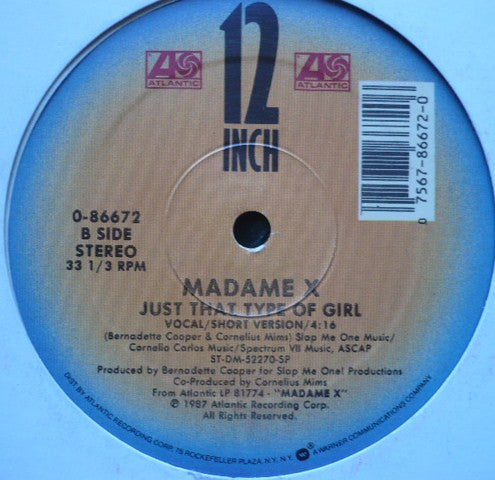 12
INCH
ATLANTIC
ATLANTIC
0 7567-86672-0
0-86672
B SIDE
STEREO
33 1/3 RPM
MADAME X
JUST THAT TYPE OF GIRL
VOCAL/SHORT VERSION/4:16
(Bernadette Cooper & Cornelius Mims) Slap Me One Music/
Cornelio Carlos Music/Spectrum VII Music, ASCAP
ST-DM-52270-SP
Produced by Bernadette Cooper for Slap Me One! Productions
Co-Produced by Cornelius Mims
From Atlantic LP 81774 - "MADAME X"
℗ 1987 Atlantic Recording Corp.
All Rights Reserved.
DIST. BY ATLANTIC RECORDING CORP., 75 ROCKEFELLER PLAZA, N.Y., N.Y. A WARNER COMMUNICATIONS COMPANY